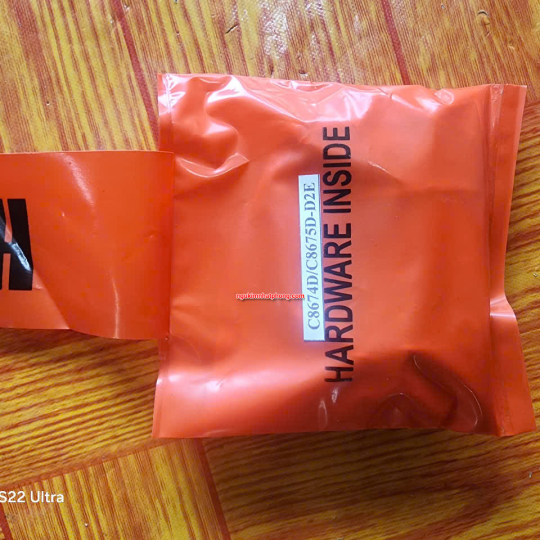 C8674D/C8675D-D2E
HARDWARE INSIDE
H
S22 Ultra